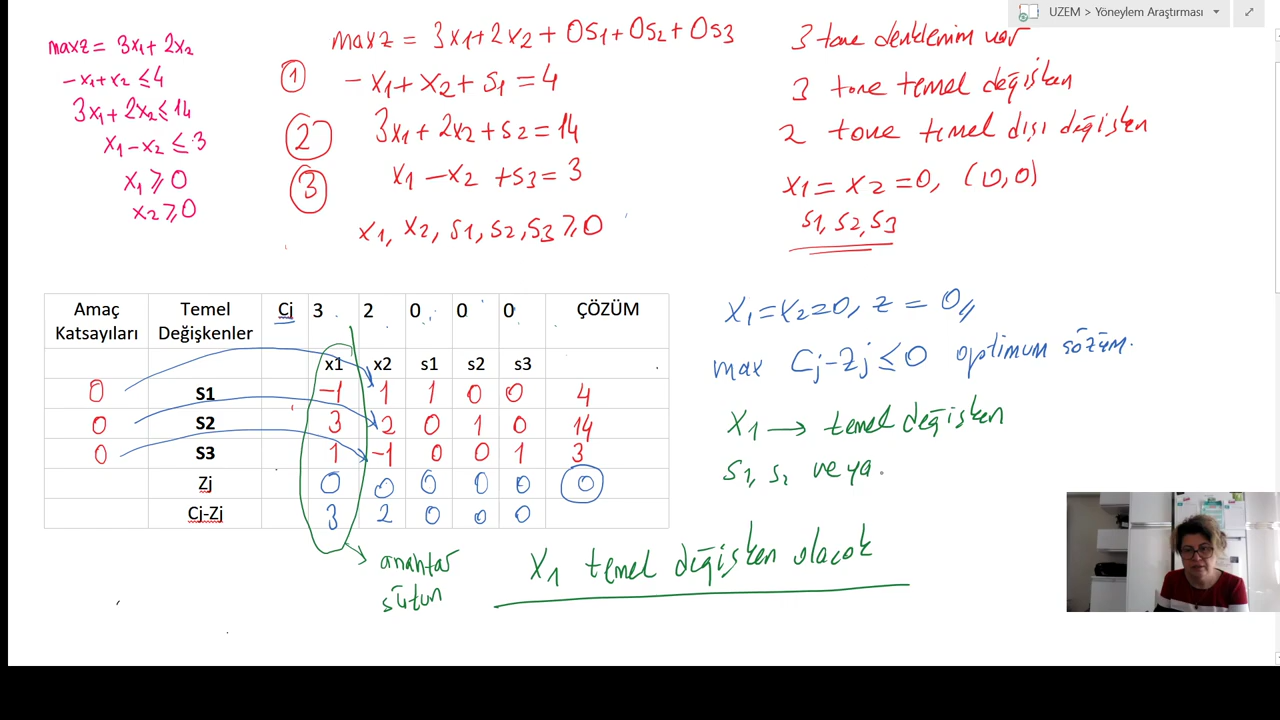 UZEM > Yöneylem Araştırması
maxz = 3x1 + 2x2
-x1+x2 ≤ 4
3x1 + 2x2 ≤ 14
x1-x2 ≤ 3
x1 ≥ 0
x2 ≥ 0
maxz = 3x1+2x2 + 0s1+0s2+0s3
1 -x1+x2+s1 = 4
2 3x1+2x2+s2 = 14
3 x1-x2 +s3 = 3
x1, x2, s1, s2, s3 ≥ 0
3 tane denklemim var
3 tane temel değişken
2 tane temel dışı değişken
x1 = x2 = 0, (0,0)
s1, s2, s3
Amaç Katsayıları Temel Değişkenler Cj 3 2 0 0 0 ÇÖZÜM
x1 x2 s1 s2 s3
0 S1 -1 1 1 0 0 4
0 S2 3 2 0 1 0 14
0 S3 1 -1 0 0 1 3
Zj 0 0 0 0 0 0
Cj-Zj 3 2 0 0 0
anahtar
sütun
x1=x2=0, z = 0
max Cj-Zj ≤ 0 optimum sözüm.
x1 → temel değişken
s1, s2 veya
x1 temel değişken olacak